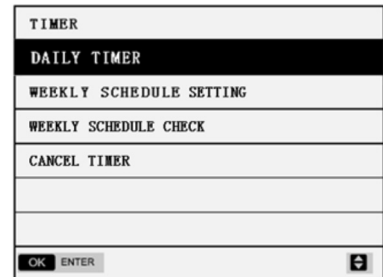 TIMER
DAILY TIMER
WEEKLY SCHEDULE SETTING
WEEKLY SCHEDULE CHECK
CANCEL TIMER
OK ENTER